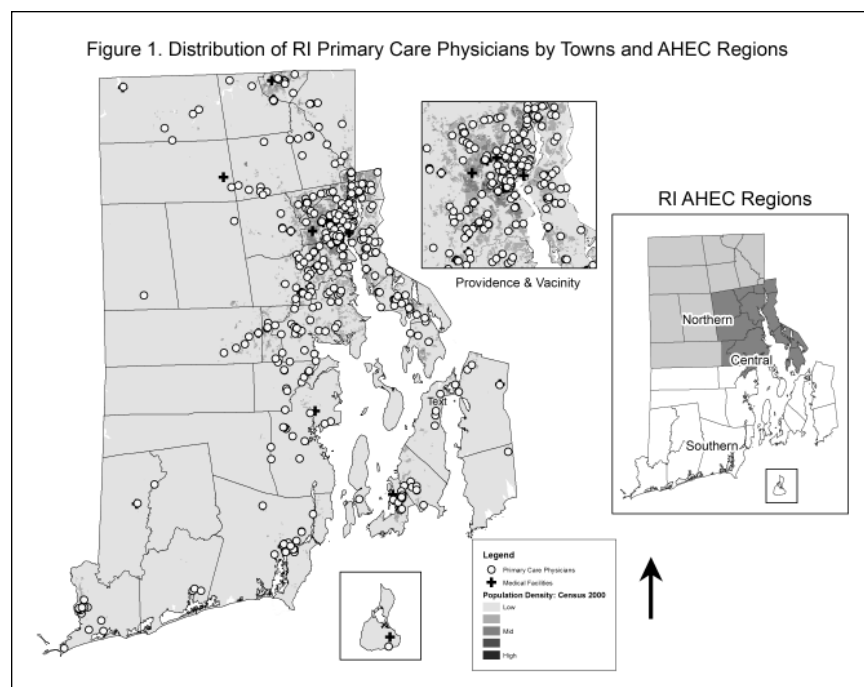 Figure 1. Distribution of RI Primary Care Physicians by Towns and AHEC Regions
Providence & Vacinity
RI AHEC Regions
Northern
Central
Southern
Text
Legend
Primary Care Physicians
Medical Facilities
Population Density: Census 2000
Low
Mid
High